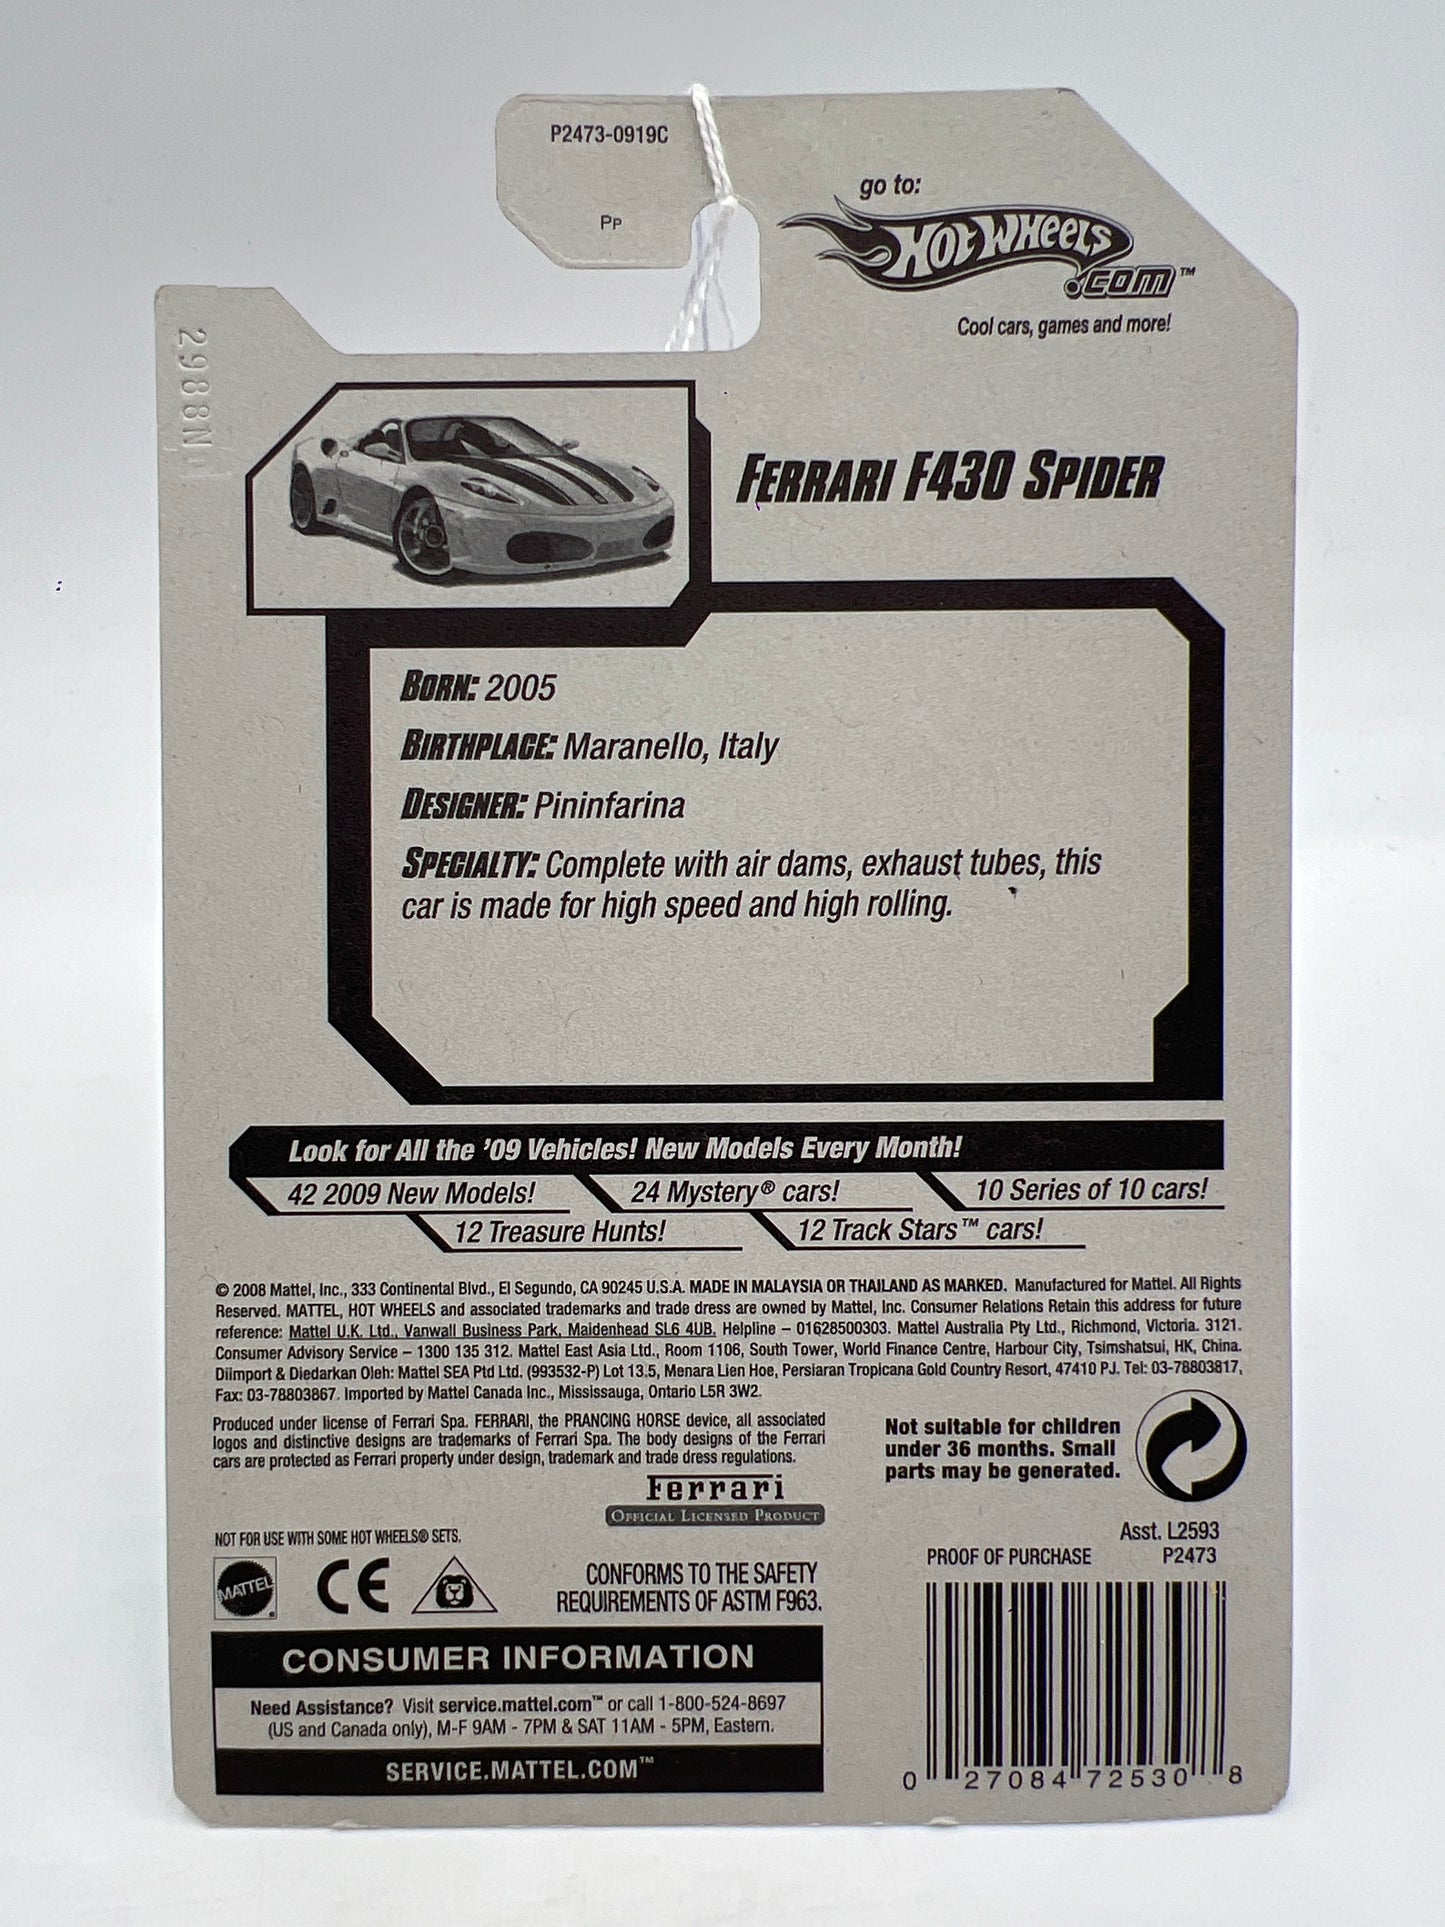 P2473-0919C
PP
go to:
HOT WHEELS
.COM™
Cool cars, games and more!
2988N
FERRARI F430 SPIDER
BORN: 2005
BIRTHPLACE: Maranello, Italy
DESIGNER: Pininfarina
SPECIALTY: Complete with air dams, exhaust tubes, this
car is made for high speed and high rolling.
Look for All the '09 Vehicles! New Models Every Month!
42 2009 New Models! 24 Mystery® cars! 10 Series of 10 cars!
12 Treasure Hunts! 12 Track Stars™ cars!
© 2008 Mattel, Inc., 333 Continental Blvd., El Segundo, CA 90245 U.S.A. MADE IN MALAYSIA OR THAILAND AS MARKED. Manufactured for Mattel. All Rights
Reserved. MATTEL, HOT WHEELS and associated trademarks and trade dress are owned by Mattel, Inc. Consumer Relations Retain this address for future
reference: Mattel U.K. Ltd., Vanwall Business Park, Maidenhead SL6 4UB. Helpline – 01628500303. Mattel Australia Pty Ltd., Richmond, Victoria. 3121.
Consumer Advisory Service – 1300 135 312. Mattel East Asia Ltd., Room 1106, South Tower, World Finance Centre, Harbour City, Tsimshatsui, HK, China.
Diimport & Diedarkan Oleh: Mattel SEA Ptd Ltd. (993532-P) Lot 13.5, Menara Lien Hoe, Persiaran Tropicana Gold Country Resort, 47410 PJ. Tel: 03-78803817,
Fax: 03-78803867. Imported by Mattel Canada Inc., Mississauga, Ontario L5R 3W2.
Produced under license of Ferrari Spa. FERRARI, the PRANCING HORSE device, all associated
logos and distinctive designs are trademarks of Ferrari Spa. The body designs of the Ferrari
cars are protected as Ferrari property under design, trademark and trade dress regulations.
Ferrari
OFFICIAL LICENSED PRODUCT
Not suitable for children
under 36 months. Small
parts may be generated.
NOT FOR USE WITH SOME HOT WHEELS® SETS.
MATTEL®
CE
CONFORMS TO THE SAFETY
REQUIREMENTS OF ASTM F963.
Asst. L2593
PROOF OF PURCHASE P2473
CONSUMER INFORMATION
Need Assistance? Visit service.mattel.com™ or call 1-800-524-8697
(US and Canada only), M-F 9AM - 7PM & SAT 11AM - 5PM, Eastern.
SERVICE.MATTEL.COM™
0 27084 72530 8